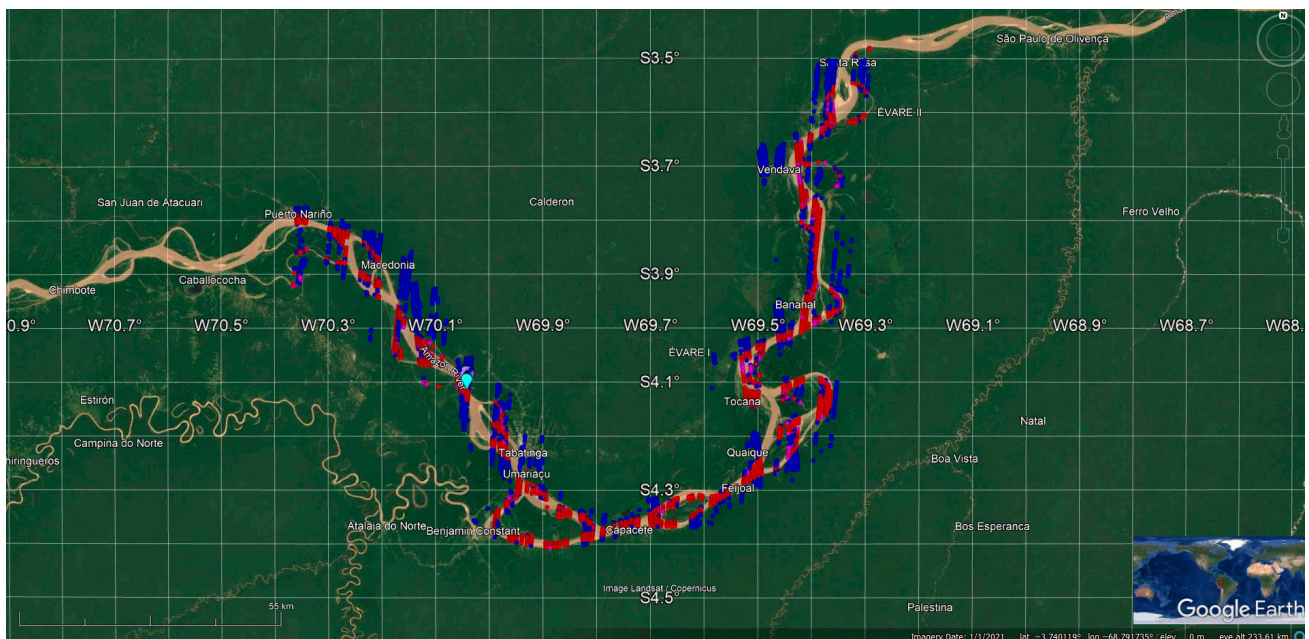 N
São Paulo de Olivença
S3.5°
Santa Rosa
ÉVARE II
S3.7°
Vendaval
San Juan de Atacuari
Calderon
Puerto Nariño
Ferro Velho
Macedonia
S3.9°
Caballococha
Chimbote
Bananal
0.9° W70.7° W70.5° W70.3° W70.1° W69.9° W69.7° W69.5° W69.3° W69.1° W68.9° W68.7° W68.
ÉVARE I
Amazon River
S4.1°
Estirón
Tocana
Natal
Campina do Norte
Tabatinga
Quaique
Boa Vista
hiringueros
Umariaçu
S4.3°
Feijoal
Atalaia do Norte
Benjamin Constant
Capacete
Bos Esperanca
Image Landsat / Copernicus
S4.5°
55 km
Palestina
Google Earth
Imagery Date: 1/1/2021 lat -3.740119° lon -68.791735° elev 0 m eye alt 233.61 km